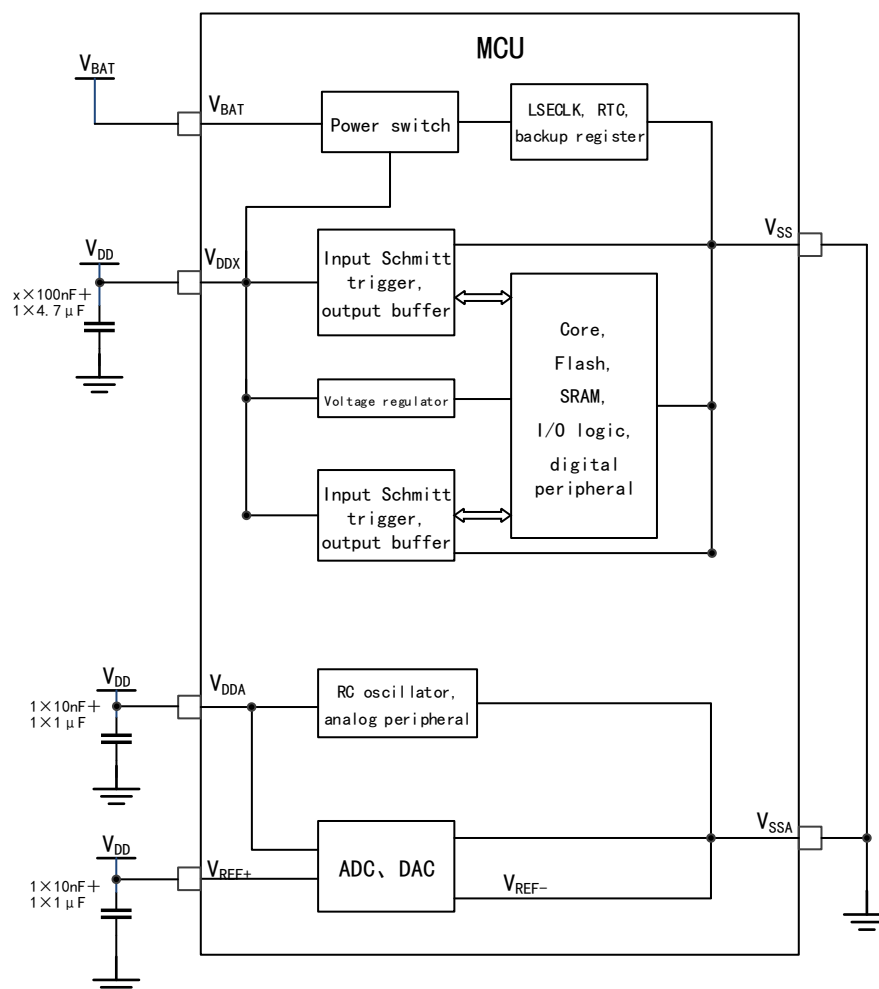 MCU
VBAT
VBAT
Power switch
LSECLK, RTC,
backup register
VSS
VDD
VDDX
x×100nF+
1×4.7μF
Input Schmitt
trigger,
output buffer
Core,
Flash,
SRAM,
I/O logic,
digital
peripheral
Voltage regulator
Input Schmitt
trigger,
output buffer
VDD
VDDA
1×10nF+
1×1μF
RC oscillator,
analog peripheral
VSSA
VDD
VREF+
1×10nF+
1×1μF
ADC、DAC
VREF-